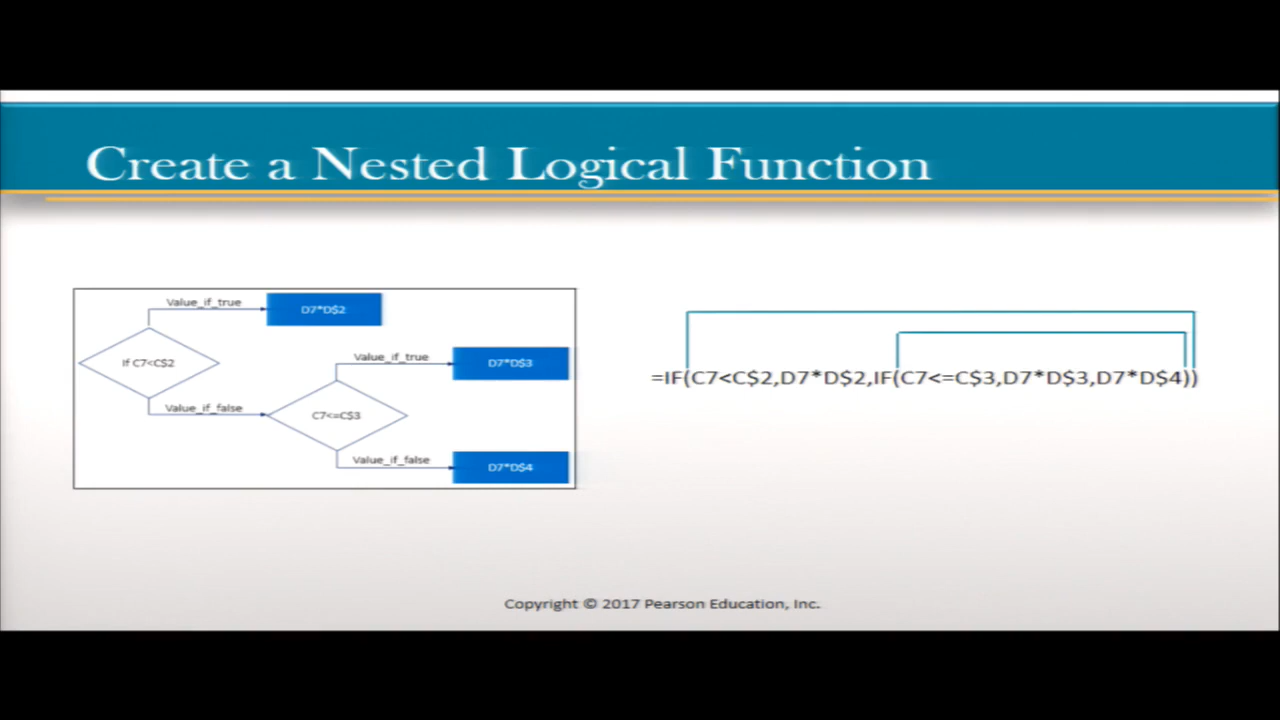 Create a Nested Logical Function
Value_if_true
D7*D$2
If C7<C$2
Value_if_false
Value_if_true
D7*D$3
C7<=C$3
Value_if_false
D7*D$4
=IF(C7<C$2,D7*D$2,IF(C7<=C$3,D7*D$3,D7*D$4))
Copyright © 2017 Pearson Education, Inc.